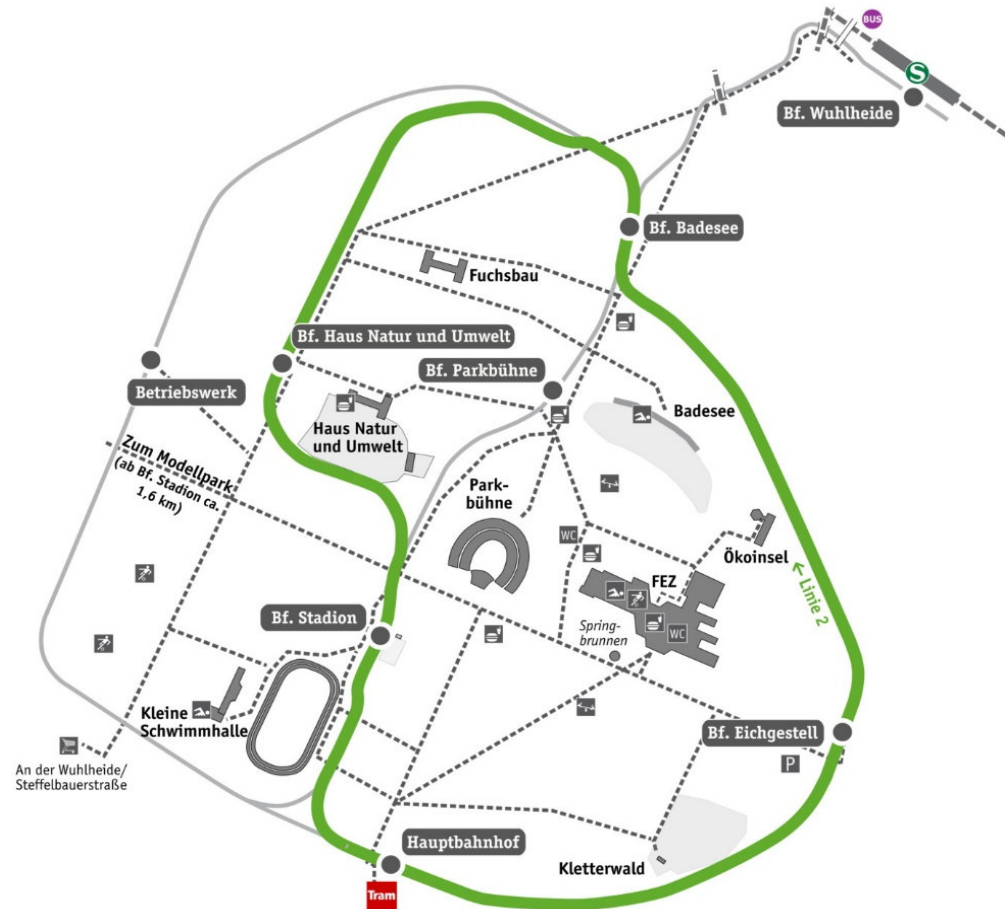 BUS
S
Bf. Wuhlheide
Bf. Badesee
Fuchsbau
Bf. Haus Natur und Umwelt
Bf. Parkbühne
Betriebswerk
Badesee
Haus Natur
und Umwelt
Zum Modellpark
(ab Bf. Stadion ca.
1,6 km)
Park-
bühne
WC
Ökoinsel
FEZ
← Linie 2
WC
Spring-
brunnen
Bf. Stadion
Kleine
Schwimmhalle
Bf. Eichgestell
P
An der Wuhlheide/
Steffelbauerstraße
Hauptbahnhof
Kletterwald
Tram